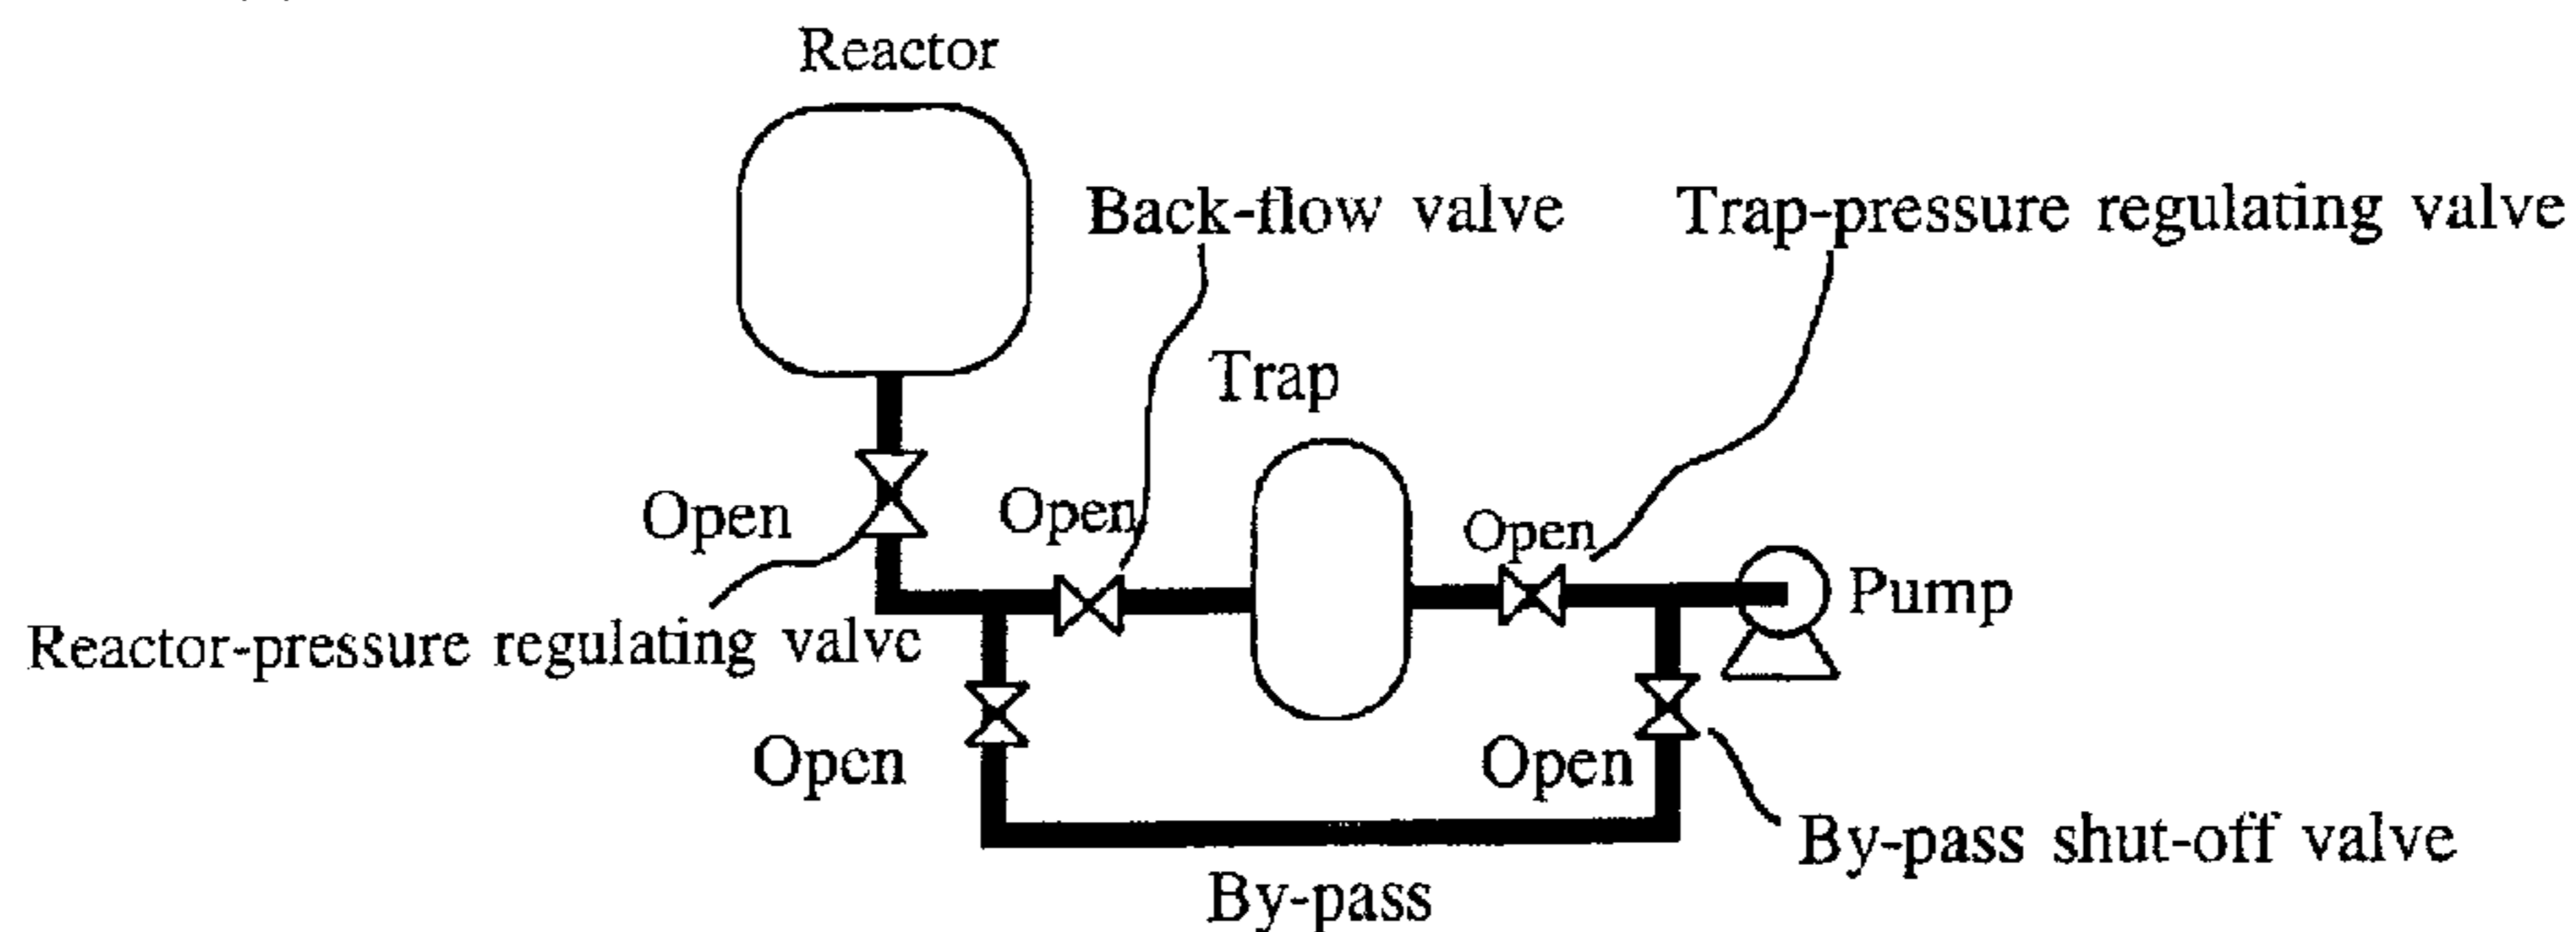 Reactor
Back-flow valve
Trap-pressure regulating valve
Trap
Open
Open
Open
Pump
Reactor-pressure regulating valve
Open
Open
By-pass shut-off valve
By-pass